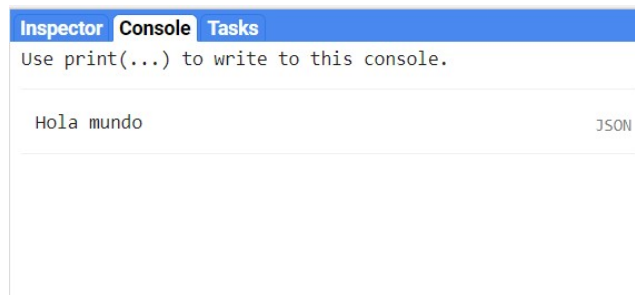 Inspector Console Tasks
Use print(...) to write to this console.
Hola mundo JSON